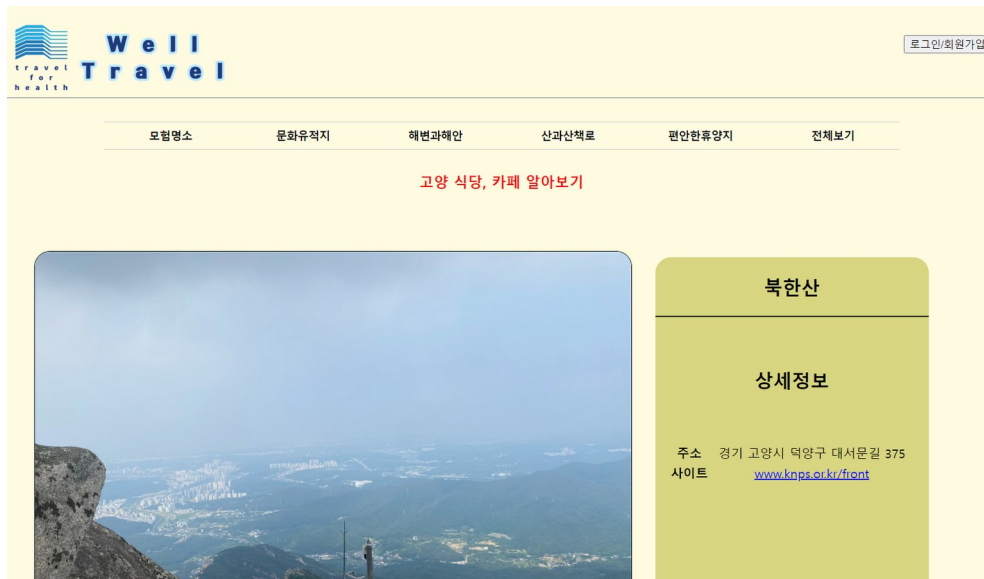 Well
Travel
travel
for
health
로그인/회원가입
모험명소 문화유적지 해변과해안 산과산책로 편안한휴양지 전체보기
고양 식당, 카페 알아보기
북한산
상세정보
주소 경기 고양시 덕양구 대서문길 375
사이트 www.knps.or.kr/front